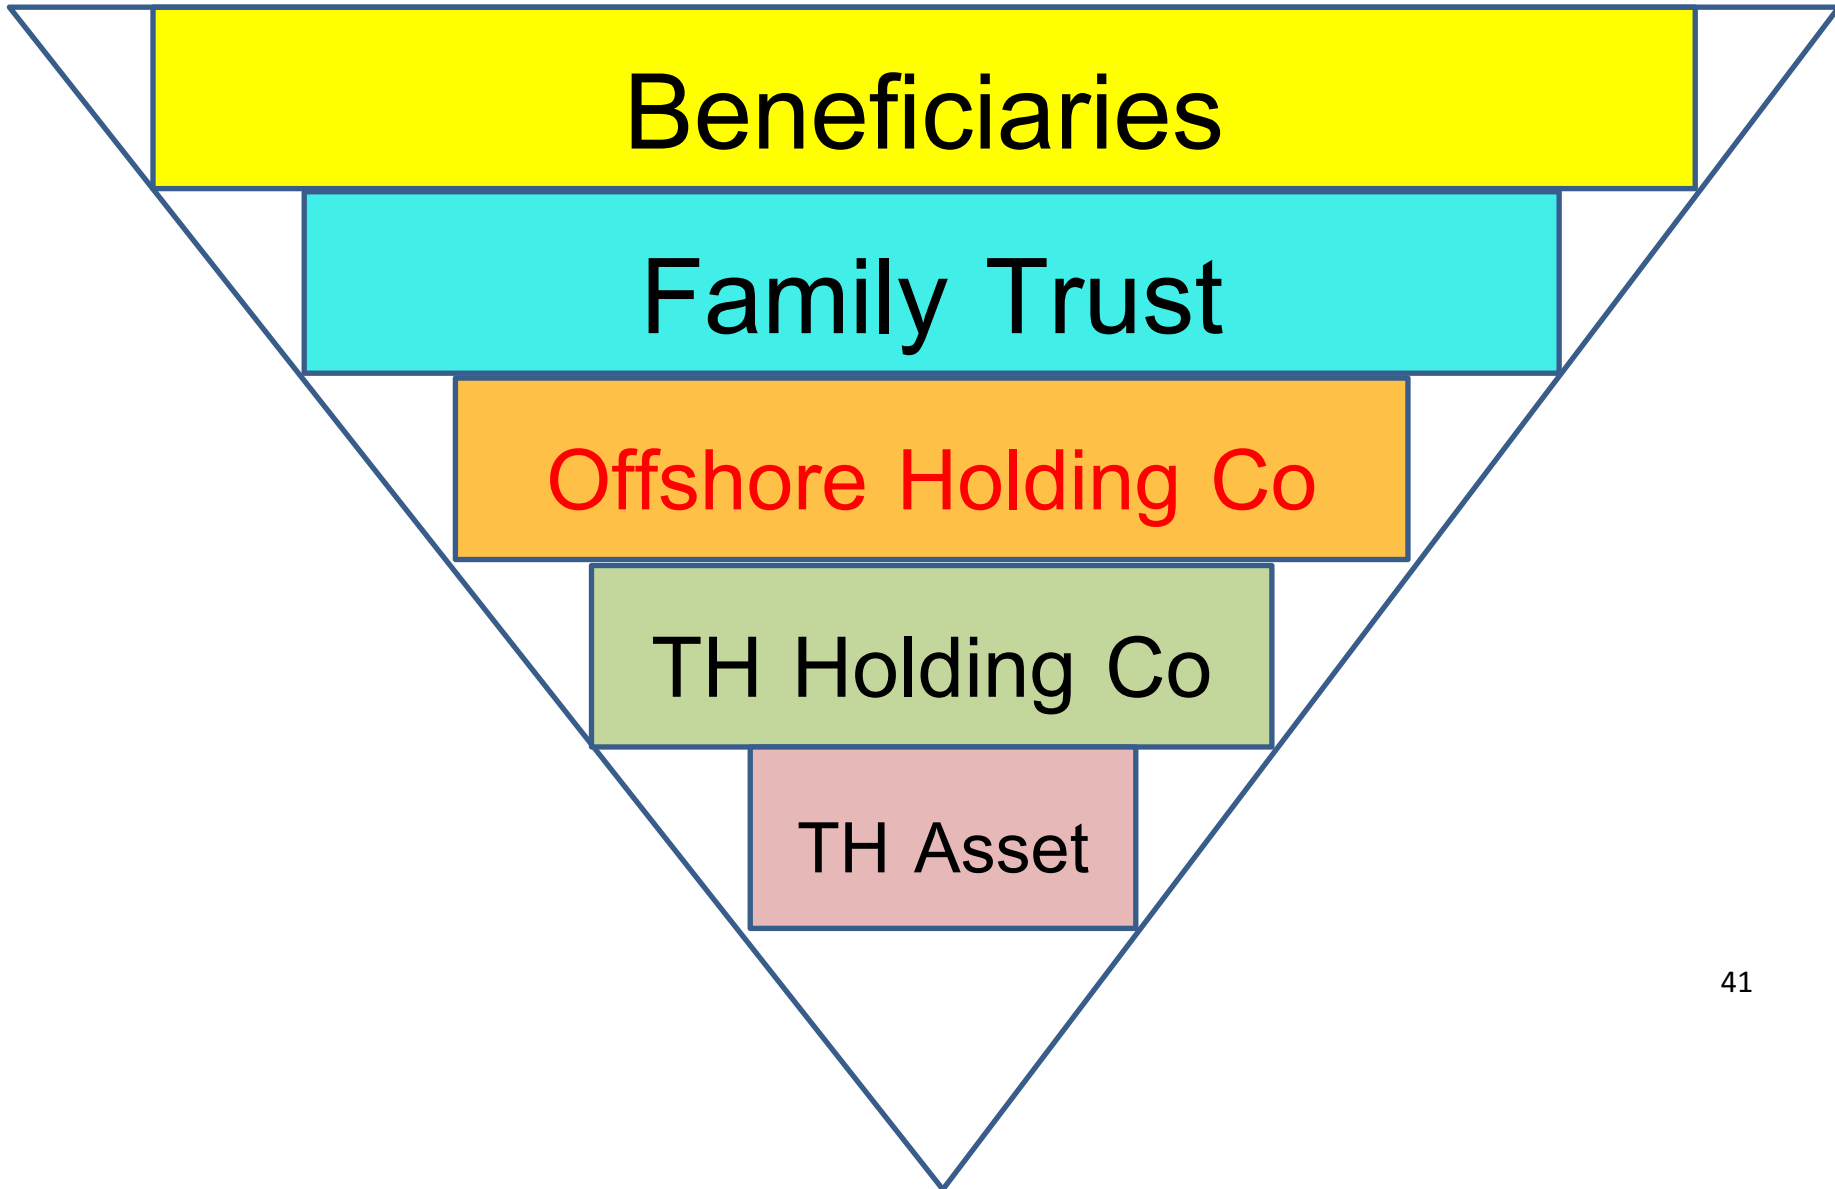 Beneficiaries
Family Trust
Offshore Holding Co
TH Holding Co
TH Asset
41